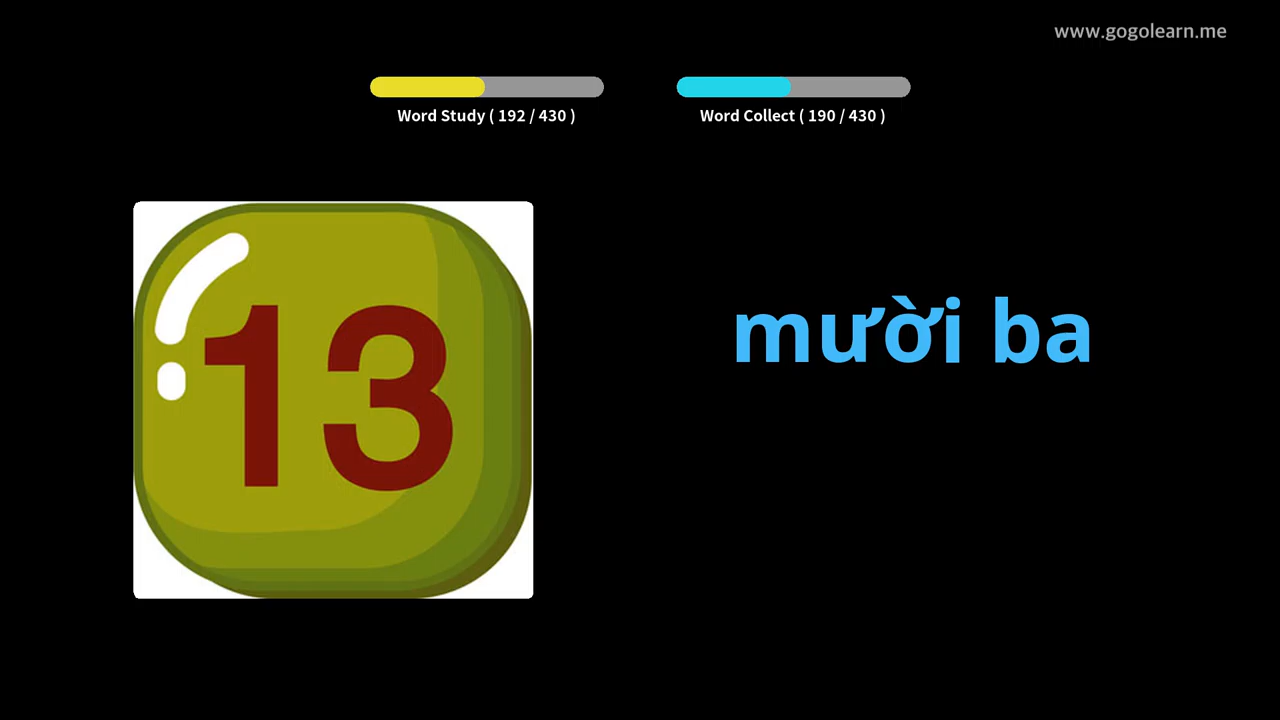 www.gogolearn.me
Word Study ( 192 / 430 )
Word Collect ( 190 / 430 )
13
mười ba